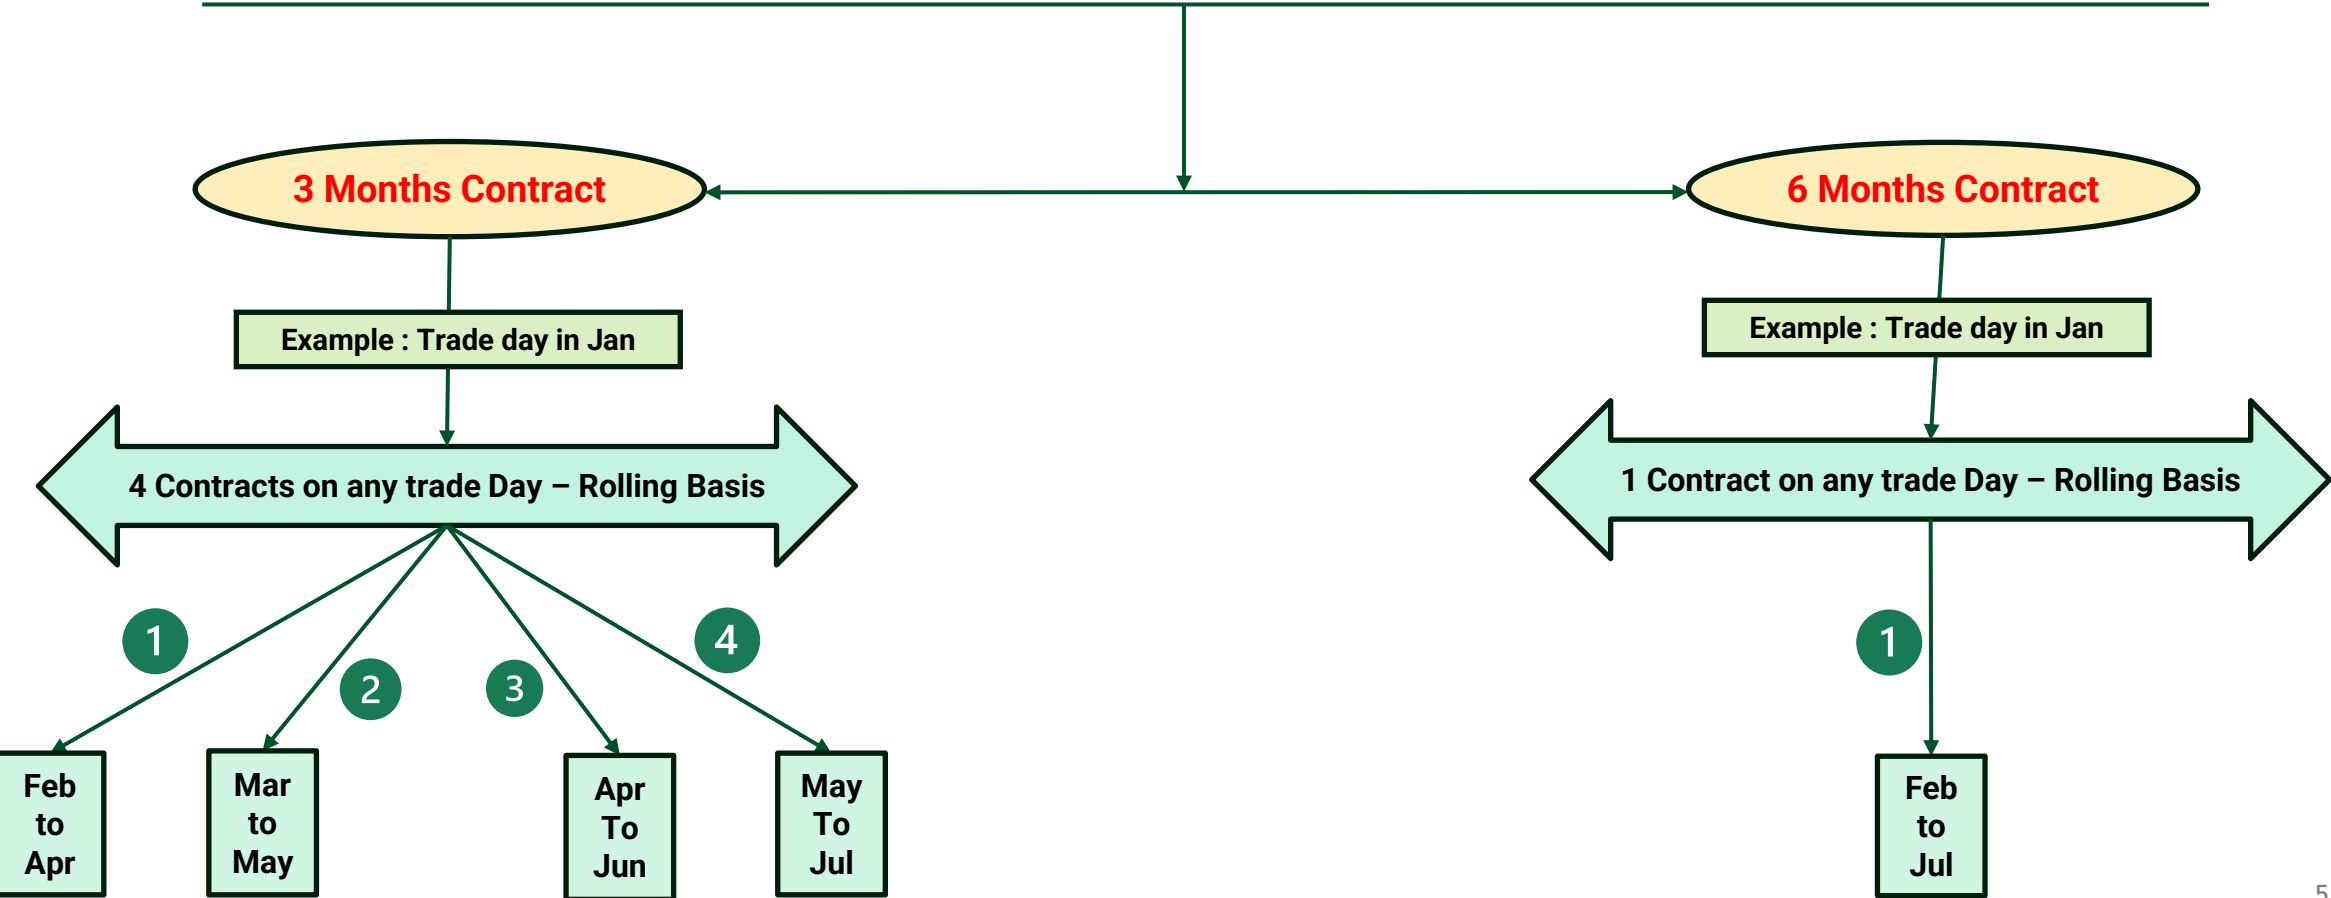 3 Months Contract
6 Months Contract
Example : Trade day in Jan
Example : Trade day in Jan
4 Contracts on any trade Day – Rolling Basis
1 Contract on any trade Day – Rolling Basis
1
2
3
4
1
Feb
to
Apr
Mar
to
May
Apr
To
Jun
May
To
Jul
Feb
to
Jul
5